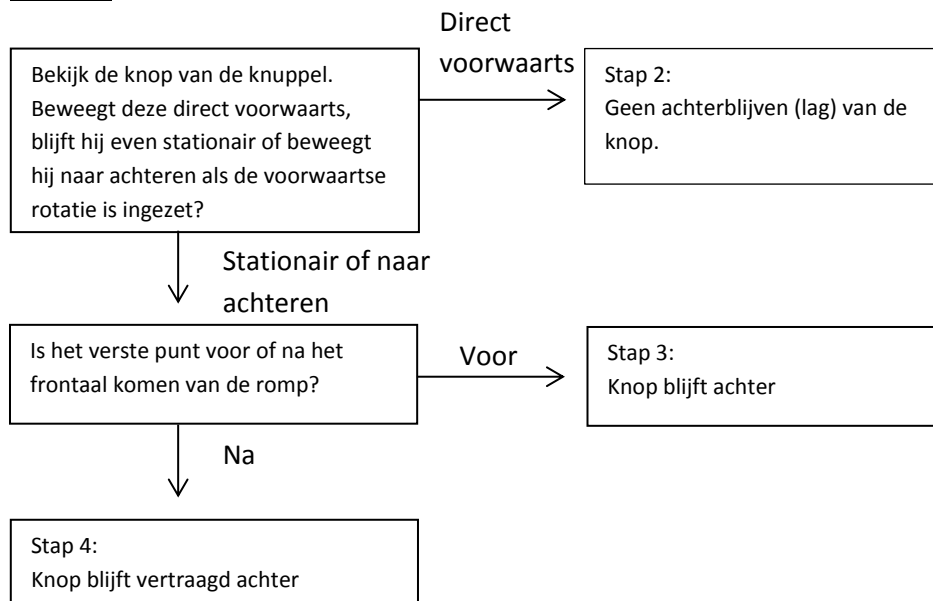 Bekijk de knop van de knuppel.
Beweegt deze direct voorwaarts,
blijft hij even stationair of beweegt
hij naar achteren als de voorwaartse
rotatie is ingezet?
Direct
voorwaarts
Stap 2:
Geen achterblijven (lag) van de
knop.
Stationair of naar
achteren
Is het verste punt voor of na het
frontaal komen van de romp?
Voor
Stap 3:
Knop blijft achter
Na
Stap 4:
Knop blijft vertraagd achter